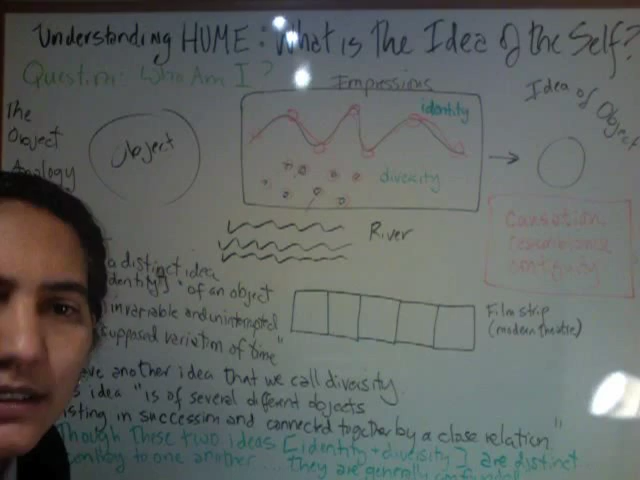 Understanding HUME: What is The Idea of the Self?
Question: Who Am I?
The Object Analogy
Object
Impressions
identity
diversity
Idea of Object
Causation
resemblance
contiguity
River
Film strip
(modern theatre)
a distinct idea
of an object
invariable and uninterrupted
supposed variation of time"
another idea that we call diversity
idea "is of several different objects
in succession and connected together by a close relation"
Though these two ideas [identity + diversity] are distinct
to one another ... they are generally